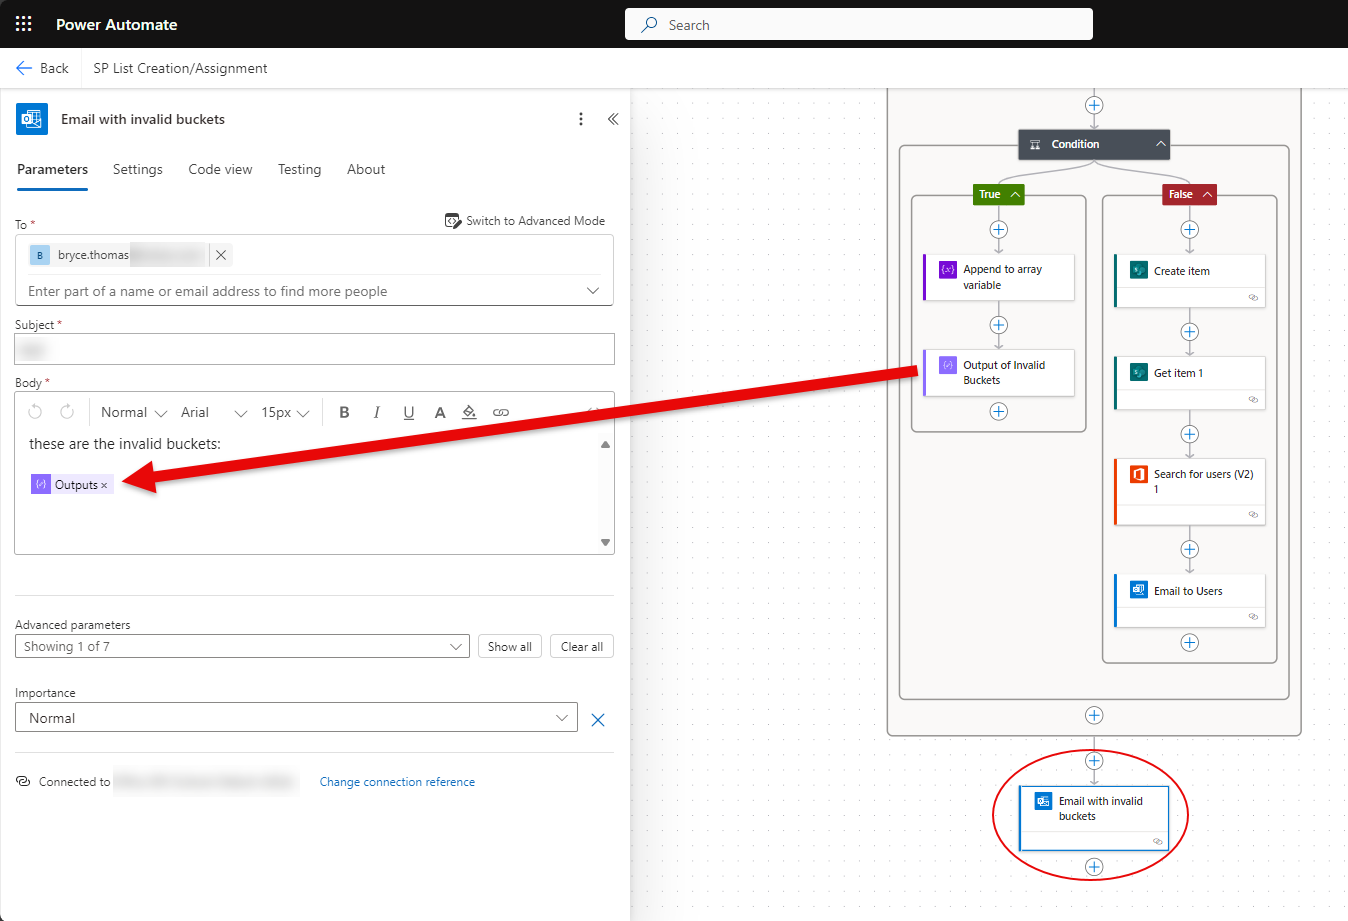 Power Automate
Search
Back
SP List Creation/Assignment
Email with invalid buckets
Parameters
Settings
Code view
Testing
About
To *
Switch to Advanced Mode
B
bryce.thomas
Enter part of a name or email address to find more people
Subject *
Body *
Normal
Arial
15px
B
I
U
A
these are the invalid buckets:
Outputs ×
Advanced parameters
Showing 1 of 7
Show all
Clear all
Importance
Normal
Connected to
Change connection reference
Condition
True
False
Append to array
variable
Output of Invalid
Buckets
Create item
Get item 1
Search for users (V2)
1
Email to Users
Email with invalid
buckets